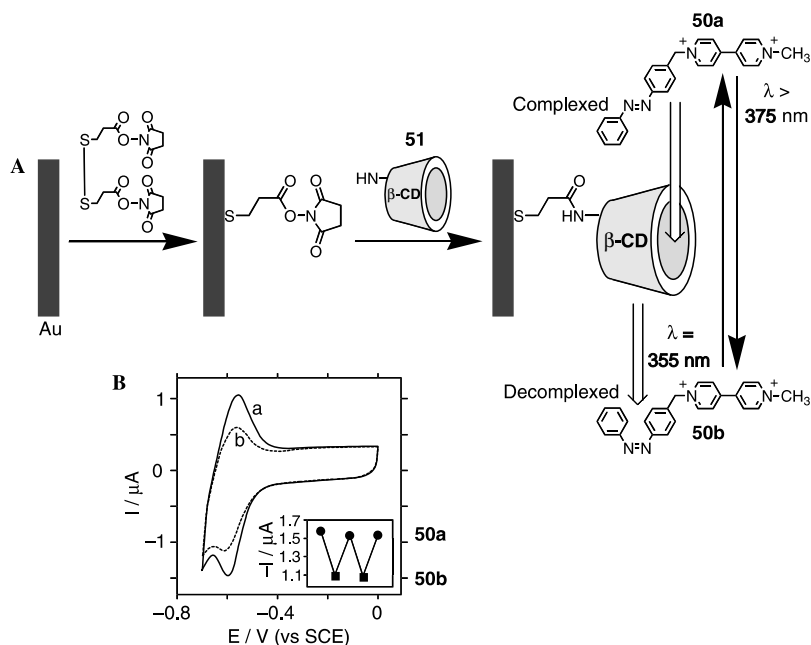 50a
+
N
+
N-CH3
λ >
375 nm
Complexed
N=N
O
O
N
O
O
S
S
O
O
N
O
O
A
51
HN
β-CD
S
O
O
N
O
O
S
O
HN
β-CD
Au
λ =
355 nm
B
Decomplexed
+
N
+
N-CH3
N=N
50b
a
b
1
0
−1
I / μA
1.7
1.5
1.3
1.1
−I / μA
50a
50b
−0.8
−0.4
0
E / V (vs SCE)